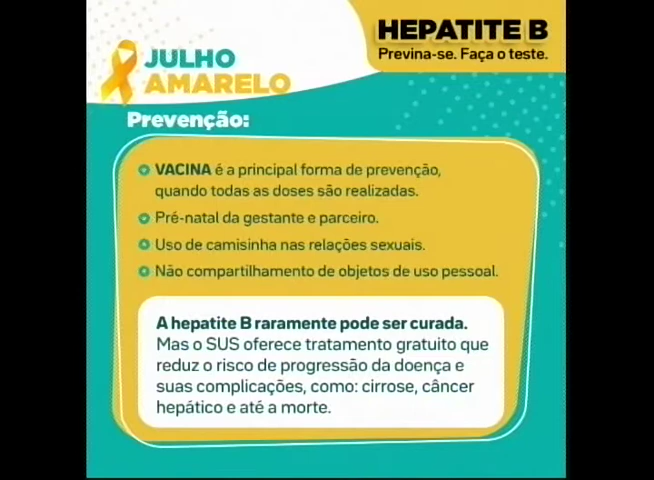 HEPATITE B
Previna-se. Faça o teste.
JULHO
AMARELO
Prevenção:
VACINA é a principal forma de prevenção,
quando todas as doses são realizadas.
Pré-natal da gestante e parceiro.
Uso de camisinha nas relações sexuais.
Não compartilhamento de objetos de uso pessoal.
A hepatite B raramente pode ser curada.
Mas o SUS oferece tratamento gratuito que
reduz o risco de progressão da doença e
suas complicações, como: cirrose, câncer
hepático e até a morte.